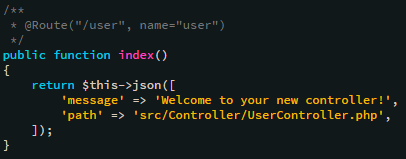 /**
 * @Route("/user", name="user")
 */
public function index()
{
    return $this->json([
        'message' => 'Welcome to your new controller!',
        'path' => 'src/Controller/UserController.php',
    ]);
}